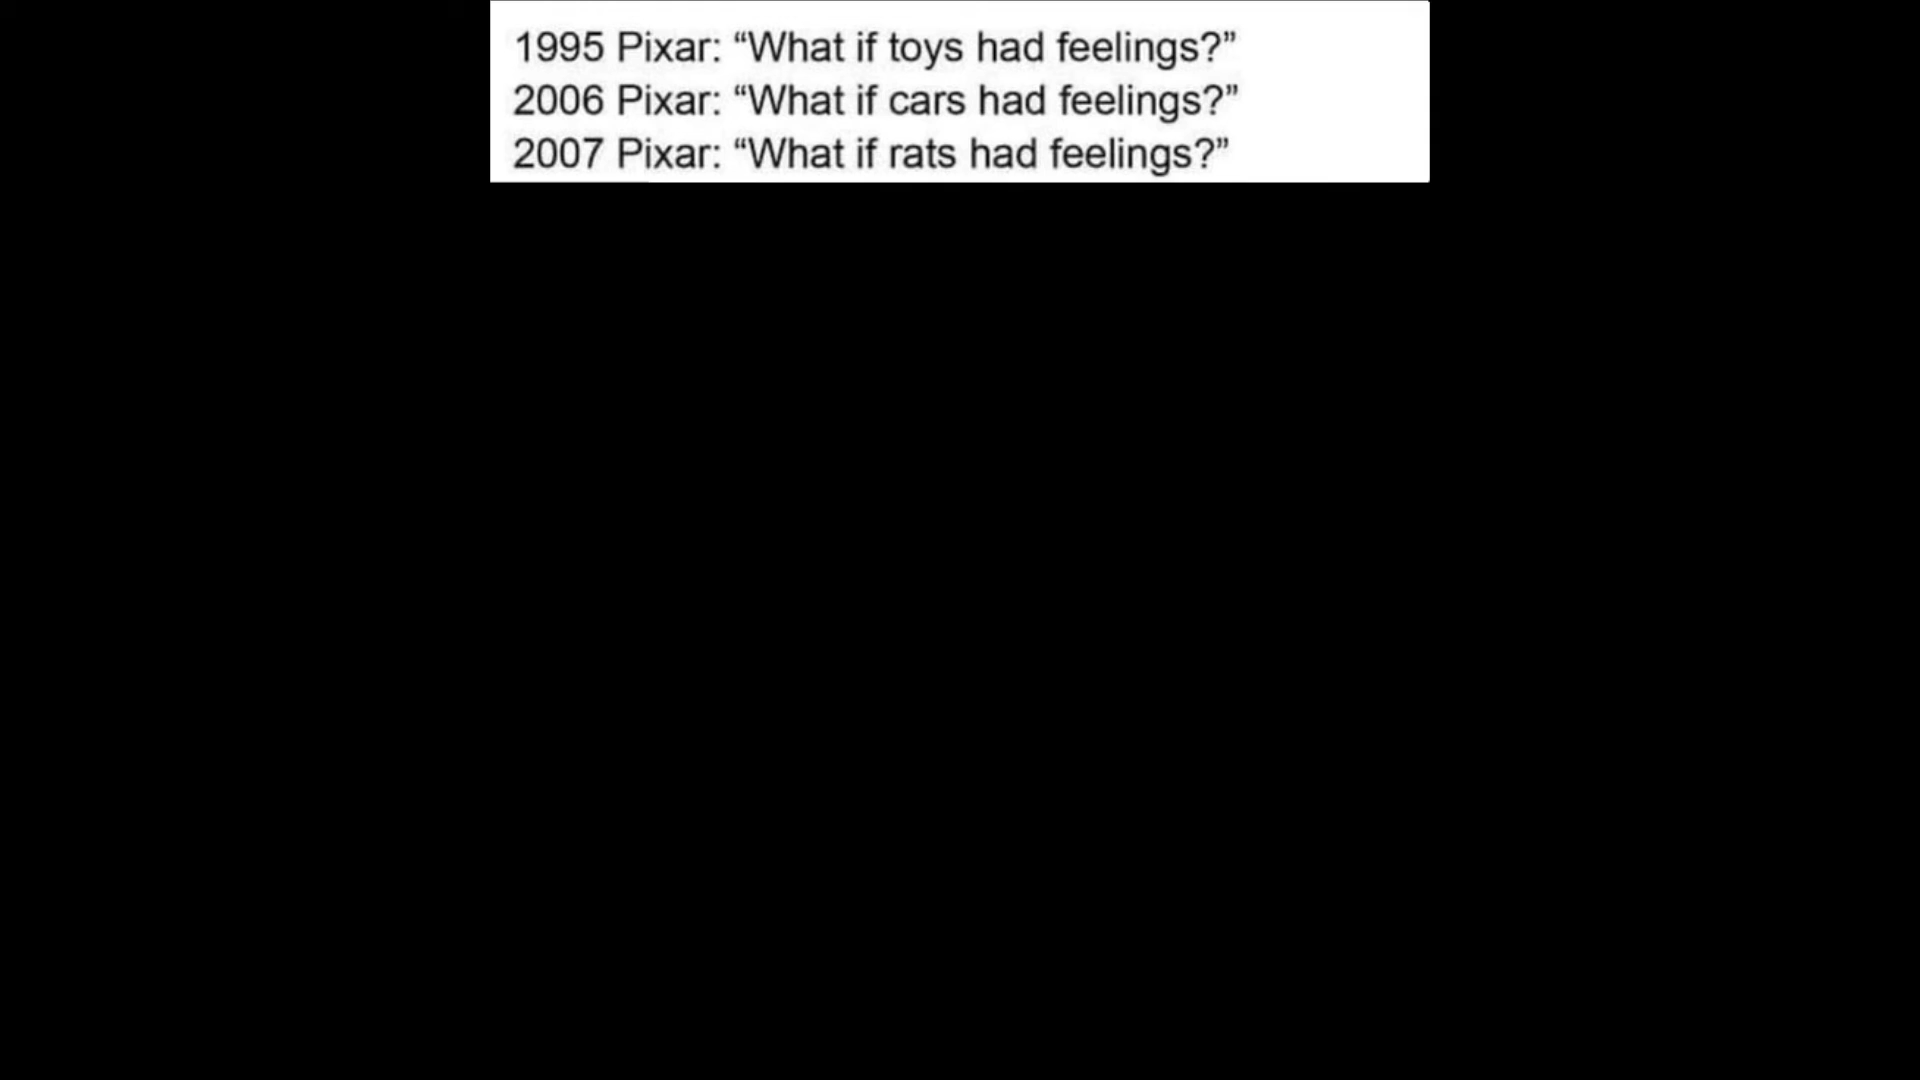 1995 Pixar: “What if toys had feelings?”
2006 Pixar: “What if cars had feelings?”
2007 Pixar: “What if rats had feelings?”